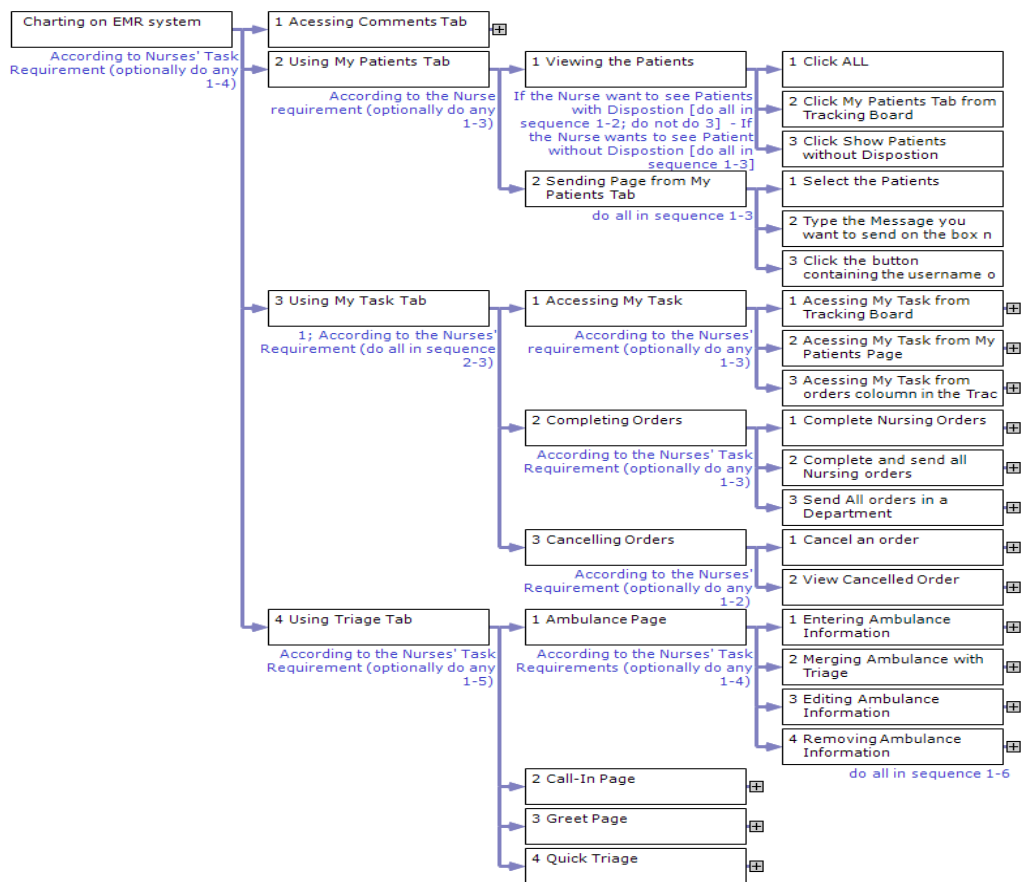 Charting on EMR system
According to Nurses' Task
Requirement (optionally do any
1-4)
1 Acessing Comments Tab
2 Using My Patients Tab
According to the Nurse
requirement (optionally do any
1-3)
1 Viewing the Patients
If the Nurse want to see Patients
with Dispostion [do all in
sequence 1-2; do not do 3] - If
the Nurse wants to see Patient
without Dispostion [do all in
sequence 1-3]
1 Click ALL
2 Click My Patients Tab from
Tracking Board
3 Click Show Patients
without Dispostion
2 Sending Page from My
Patients Tab
do all in sequence 1-3
1 Select the Patients
2 Type the Message you
want to send on the box n
3 Click the button
containing the username o
3 Using My Task Tab
1; According to the Nurses'
Requirement (do all in sequence
2-3)
1 Accessing My Task
According to the Nurses'
requirement (optionally do any
1-3)
1 Acessing My Task from
Tracking Board
2 Acessing My Task from My
Patients Page
3 Acessing My Task from
orders coloumn in the Trac
2 Completing Orders
According to the Nurses' Task
Requirement (optionally do any
1-3)
1 Complete Nursing Orders
2 Complete and send all
Nursing orders
3 Send All orders in a
Department
3 Cancelling Orders
According to the Nurses'
Requirement (optionally do any
1-2)
1 Cancel an order
2 View Cancelled Order
4 Using Triage Tab
According to the Nurses' Task
Requirement (optionally do any
1-5)
1 Ambulance Page
According to the Nurses' Task
Requirements (optionally do any
1-4)
1 Entering Ambulance
Information
2 Merging Ambulance with
Triage
3 Editing Ambulance
Information
4 Removing Ambulance
Information
do all in sequence 1-6
2 Call-In Page
3 Greet Page
4 Quick Triage